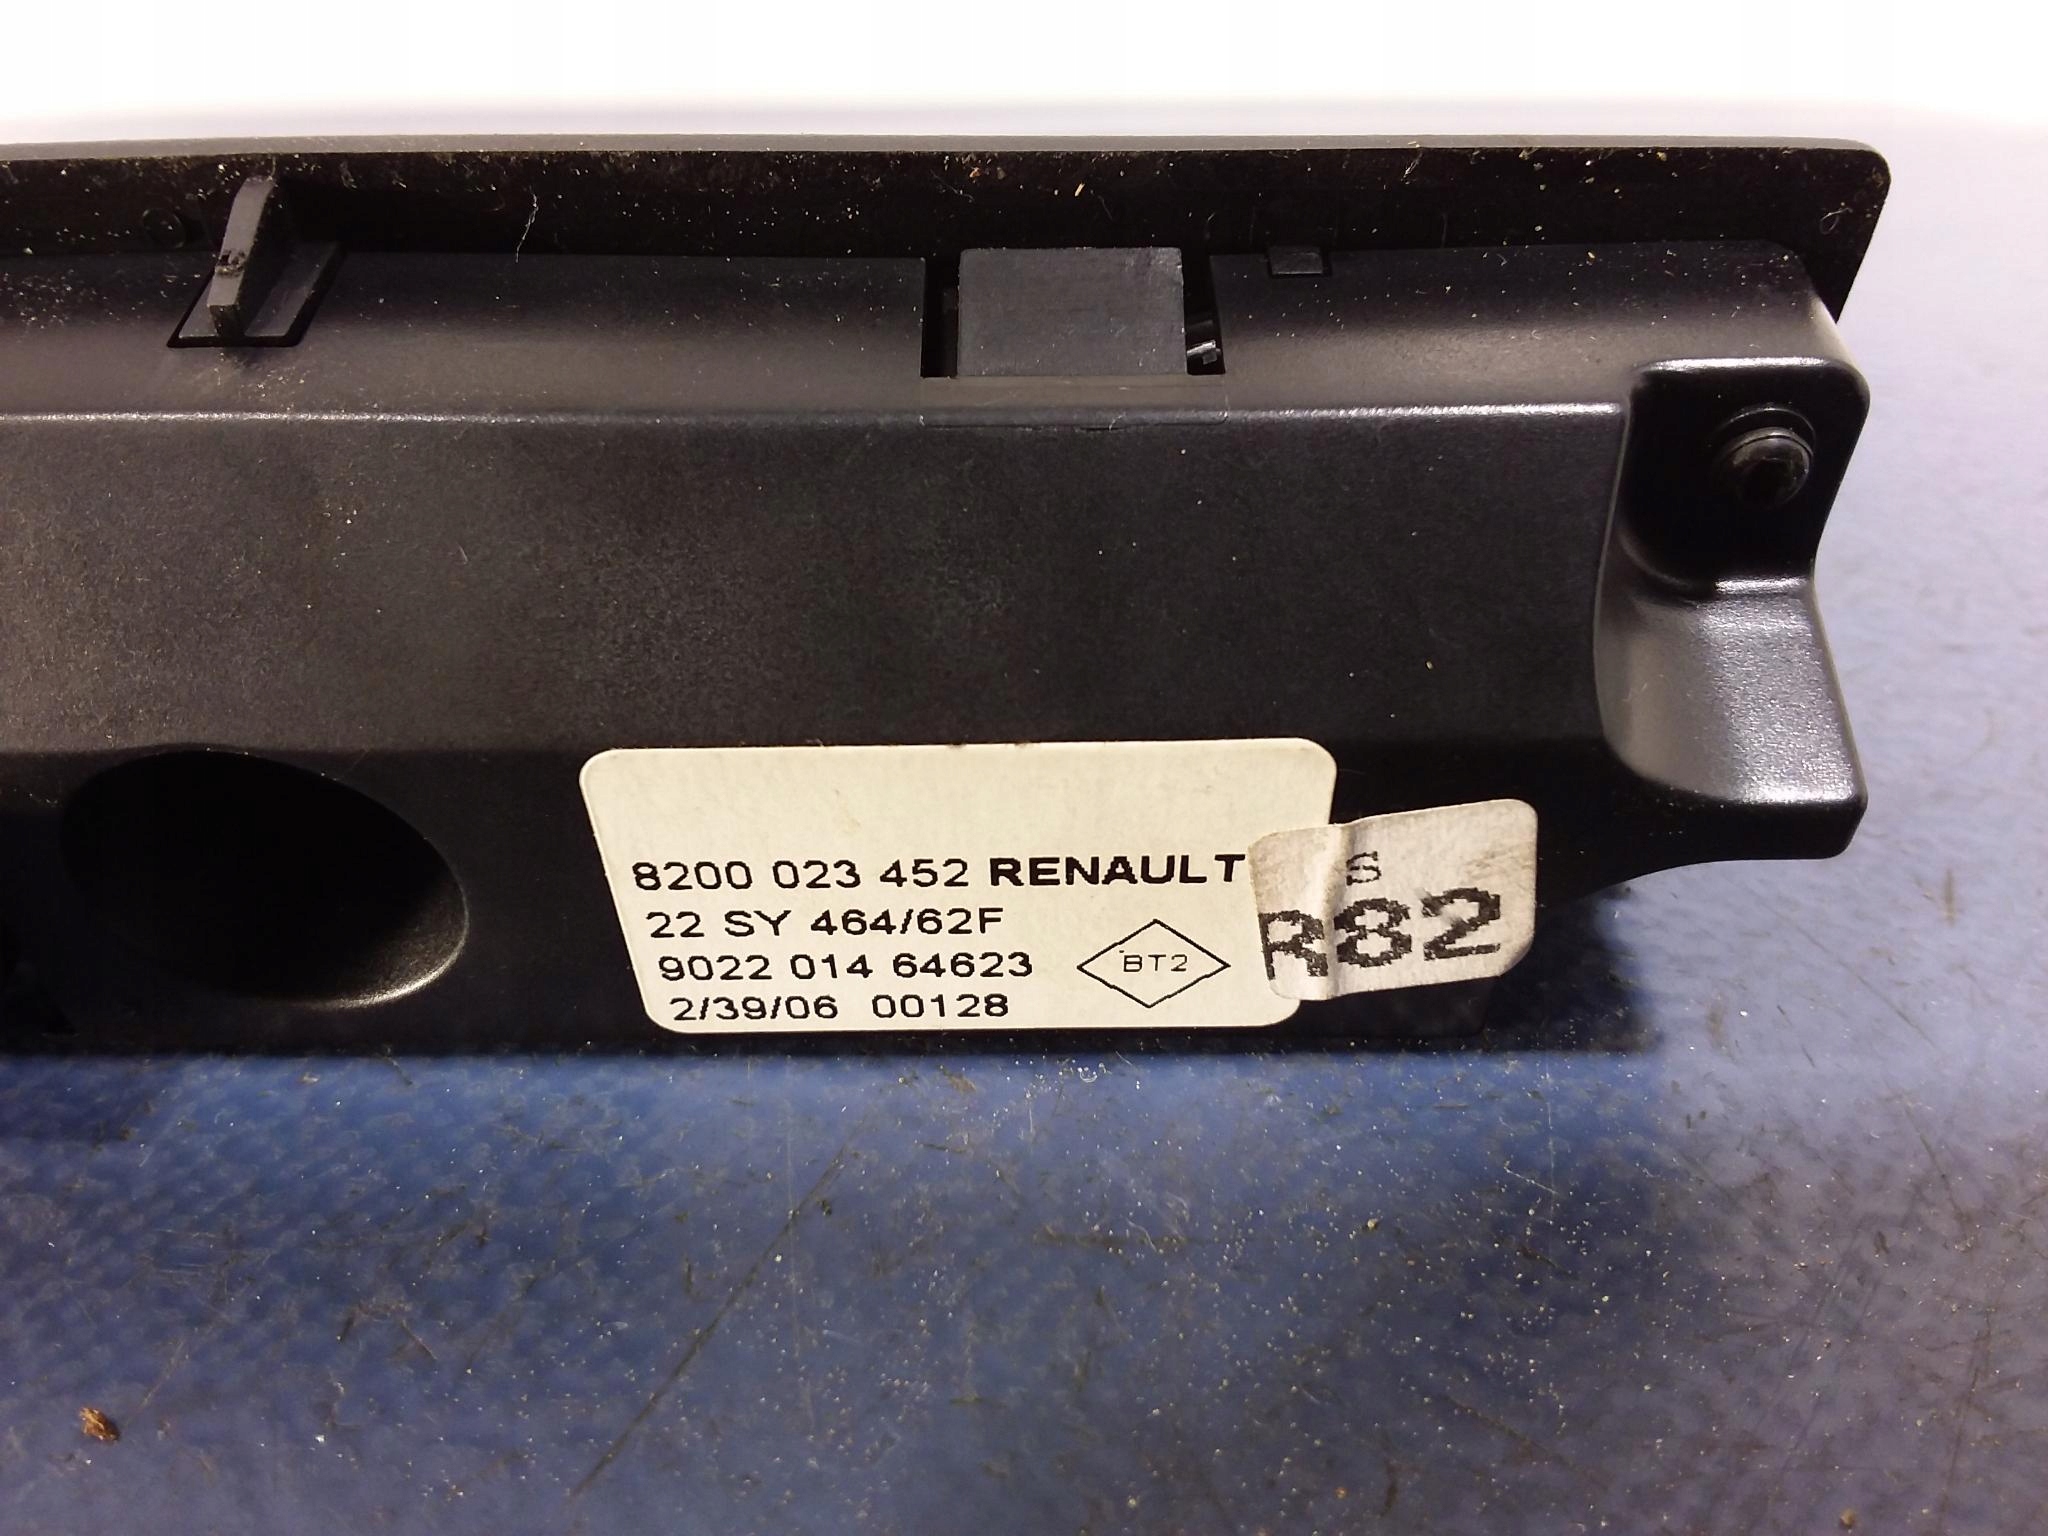 8200 023 452 RENAULT
22 SY 464/62F
9022 014 64623
2/39/06 00128
BT2
S
R82